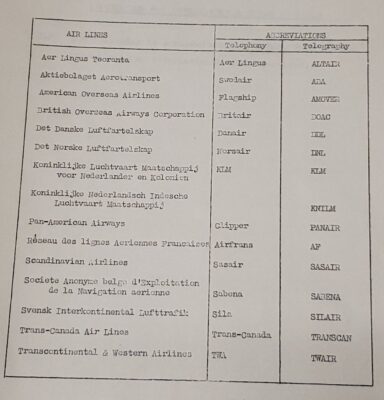 AIR LINES ABBREVIATIONS
Telephony Telegraphy
Aer Lingus Teoranta Aer Lingus ALTAIR
Aktiebolaget Aerotransport Swedair ABA
American Overseas Airlines Flagship AMOVER
British Overseas Airways Corporation Britair BOAC
Det Danske Luftfartelskap Danair DDL
Det Norske Luftfartelskap Norsair DNL
Koninklijke Luchtvaart Maatschappij KLM KLM
voor Nederlander en Kolonien
Koninklijke Nederlandsch Indesche
Luchtvaart Maatschappij KNILM
Pan-American Airways Clipper PANAIR
Réseau des lignes Aeriennes Francaises Airfrans AF
Scandinavian Airlines Sasair SASAIR
Societe Anonyme belge d'Exploitation
de la Navigation aerienne Sabena SABENA
Svensk Interkontinental Lufttrafik Sila SILAIR
Trans-Canada Air Lines Trans-Canada TRANSCAN
Transcontinental & Western Airlines TWA TWAIR